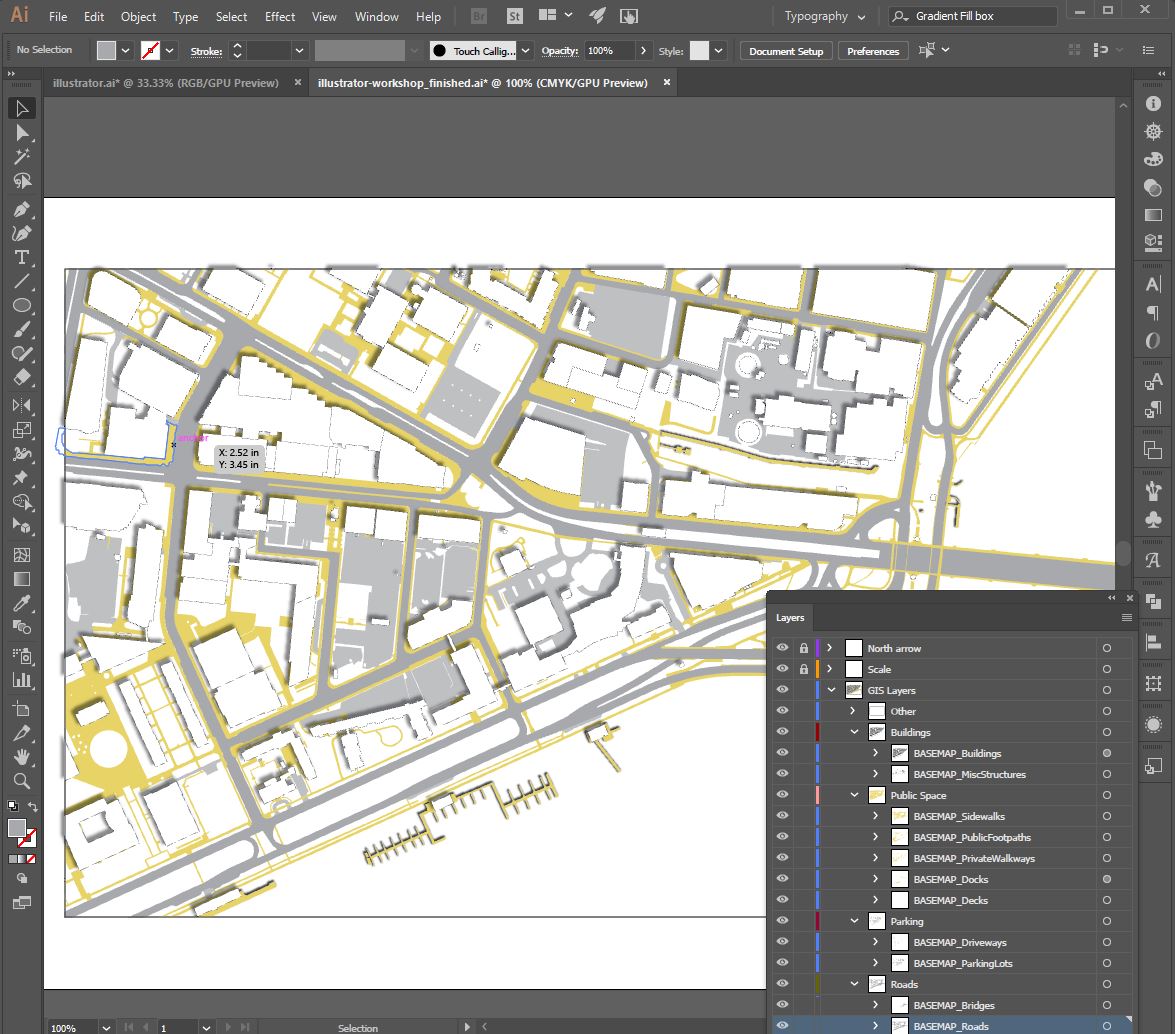 Ai File Edit Object Type Select Effect View Window Help Br St Typography Gradient Fill box
No Selection Stroke: Touch Callig... Opacity: 100% Style: Document Setup Preferences
illustrator.ai* @ 33.33% (RGB/GPU Preview) × illustrator-workshop_finished.ai* @ 100% (CMYK/GPU Preview) ×
anchor
X: 2.52 in
Y: 3.45 in
Layers
North arrow
Scale
GIS Layers
Other
Buildings
BASEMAP_Buildings
BASEMAP_MiscStructures
Public Space
BASEMAP_Sidewalks
BASEMAP_PublicFootpaths
BASEMAP_PrivateWalkways
BASEMAP_Docks
BASEMAP_Decks
Parking
BASEMAP_Driveways
BASEMAP_ParkingLots
Roads
BASEMAP_Bridges
BASEMAP_Roads
100% 1 Selection